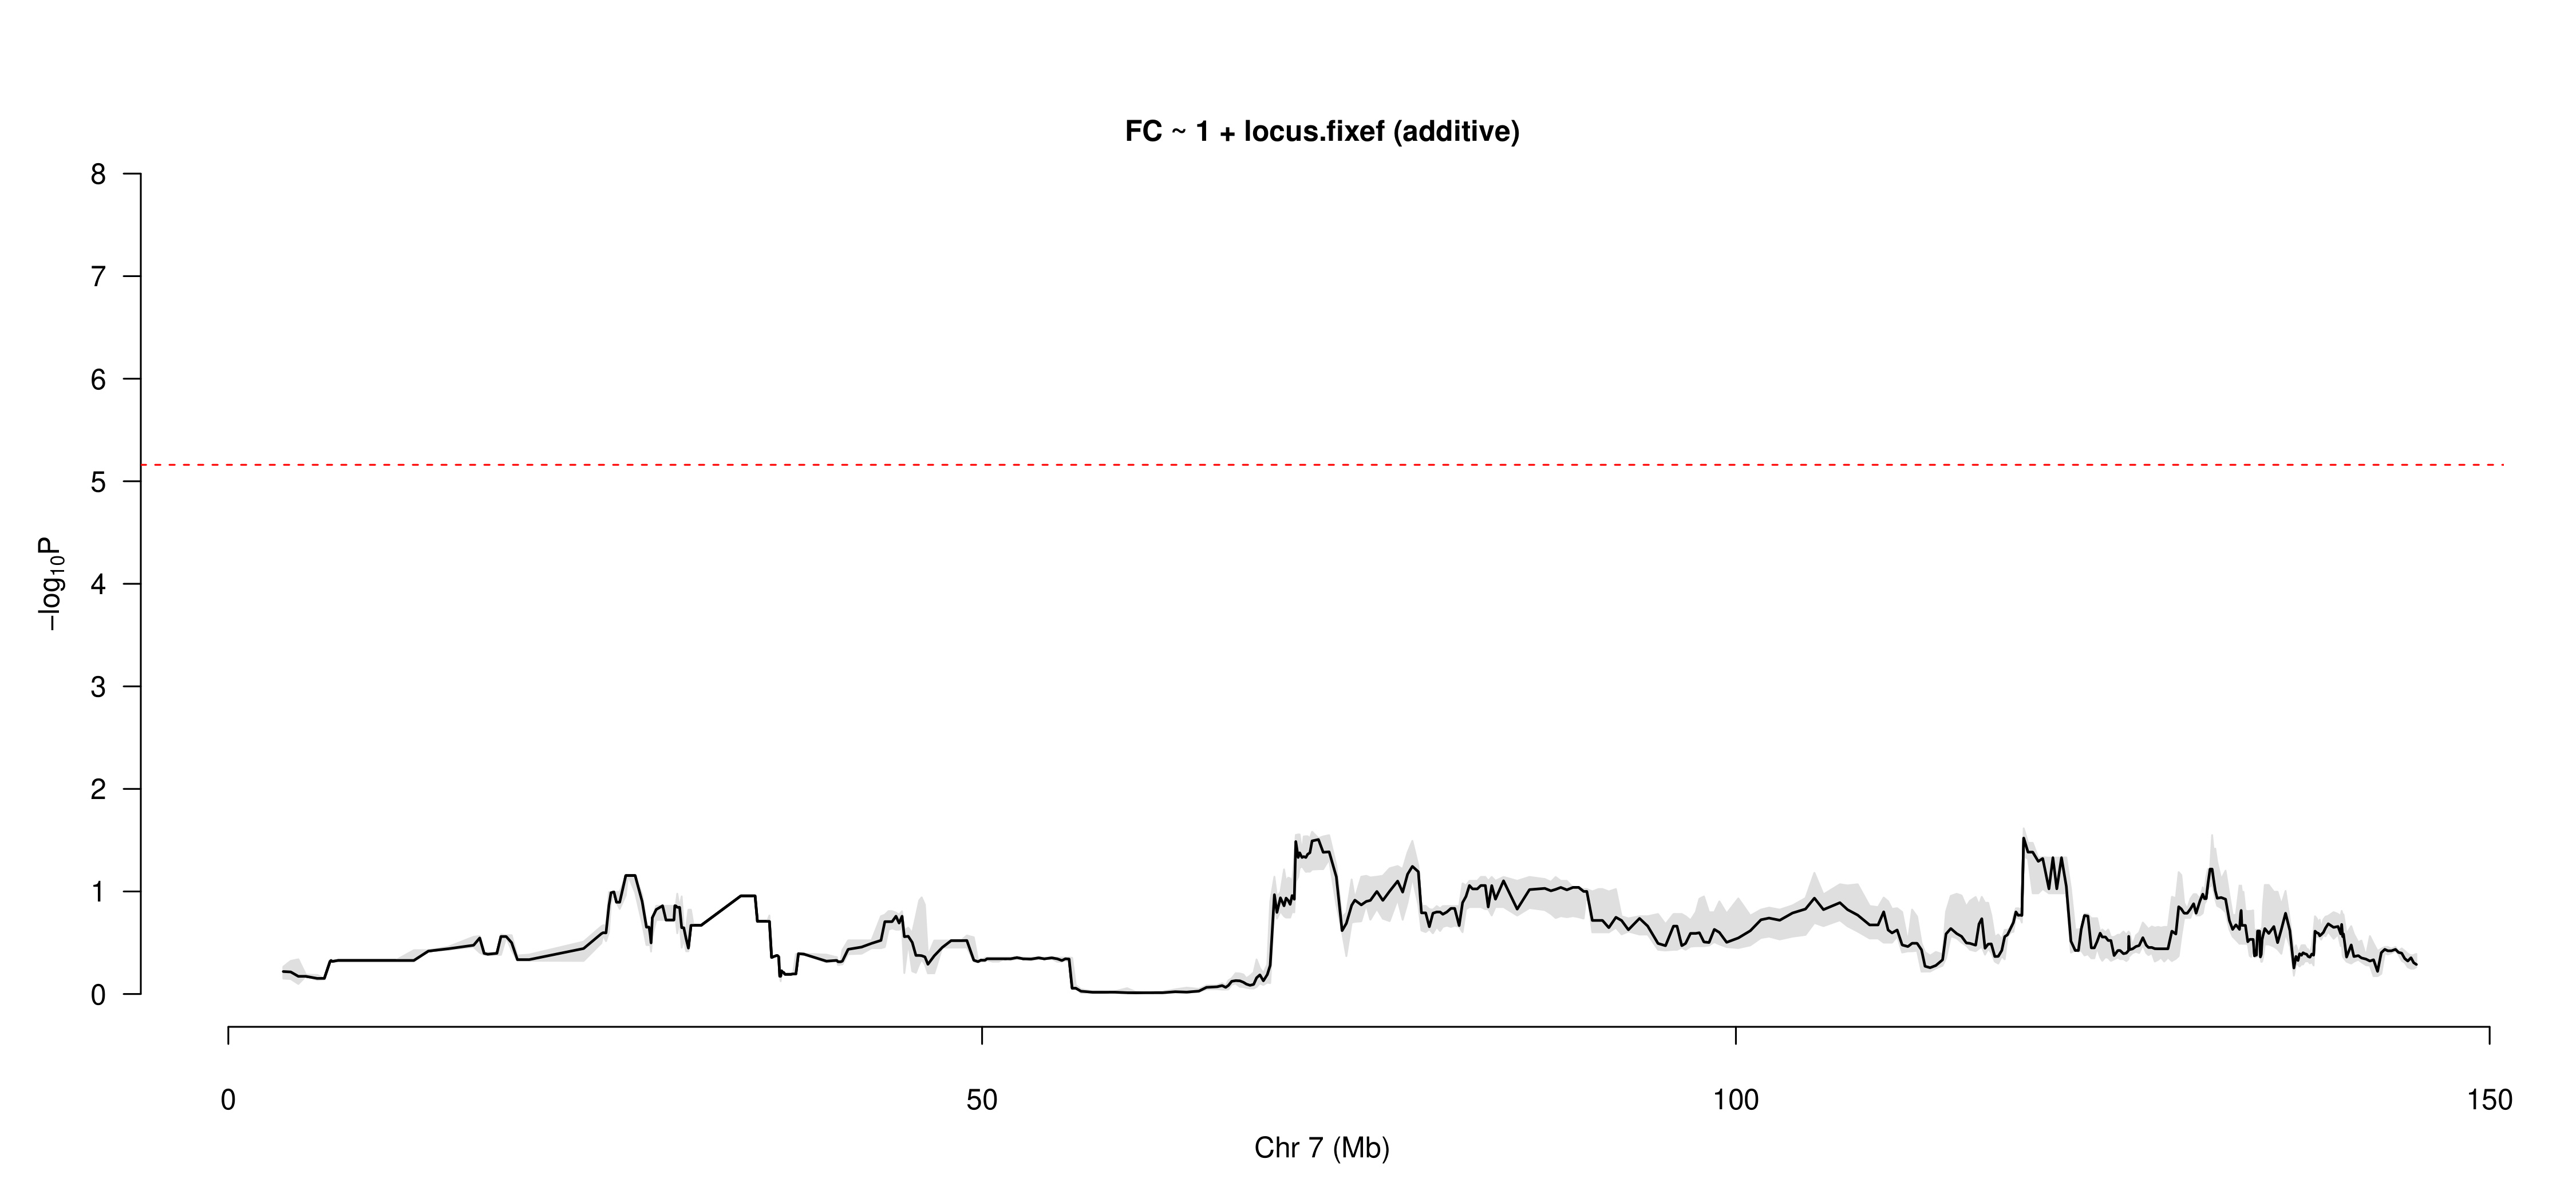 FC ~ 1 + locus.fixef (additive)
8
7
6
5
4
3
2
1
0
−log₁₀P
0 50 100 150
Chr 7 (Mb)